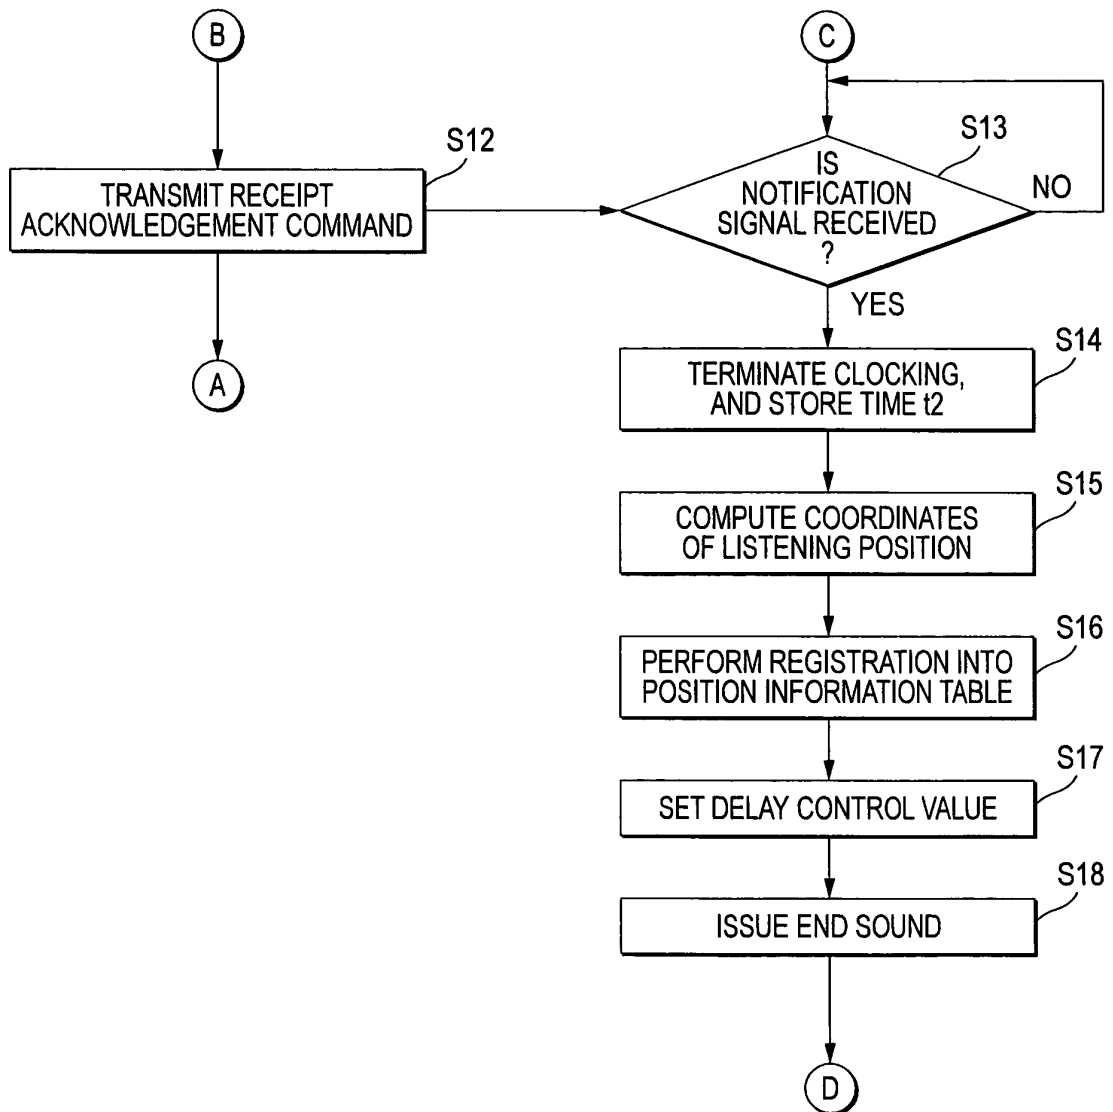 B
S12
TRANSMIT RECEIPT
ACKNOWLEDGEMENT COMMAND
A
C
S13
IS
NOTIFICATION
SIGNAL RECEIVED
?
NO
YES
S14
TERMINATE CLOCKING,
AND STORE TIME t2
S15
COMPUTE COORDINATES
OF LISTENING POSITION
S16
PERFORM REGISTRATION INTO
POSITION INFORMATION TABLE
S17
SET DELAY CONTROL VALUE
S18
ISSUE END SOUND
D